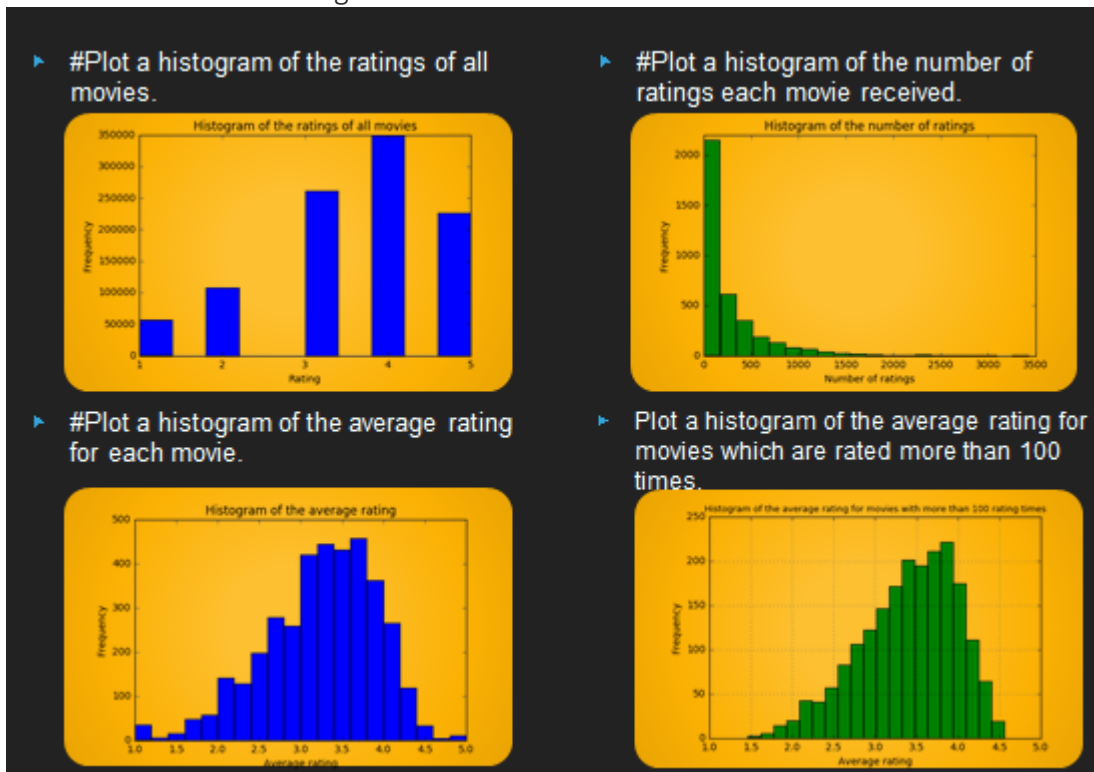 #Plot a histogram of the ratings of all
movies.
Histogram of the ratings of all movies
350000
300000
250000
200000
150000
100000
50000
0
Frequency
1 2 3 4 5
Rating
#Plot a histogram of the number of
ratings each movie received.
Histogram of the number of ratings
2000
1500
1000
500
0
Frequency
0 500 1000 1500 2000 2500 3000 3500
Number of ratings
#Plot a histogram of the average rating
for each movie.
Histogram of the average rating
500
400
300
200
100
0
Frequency
1.0 1.5 2.0 2.5 3.0 3.5 4.0 4.5 5.0
Average rating
Plot a histogram of the average rating for
movies which are rated more than 100
times.
Histogram of the average rating for movies with more than 100 rating times
250
200
150
100
50
0
Frequency
1.0 1.5 2.0 2.5 3.0 3.5 4.0 4.5 5.0
Average rating